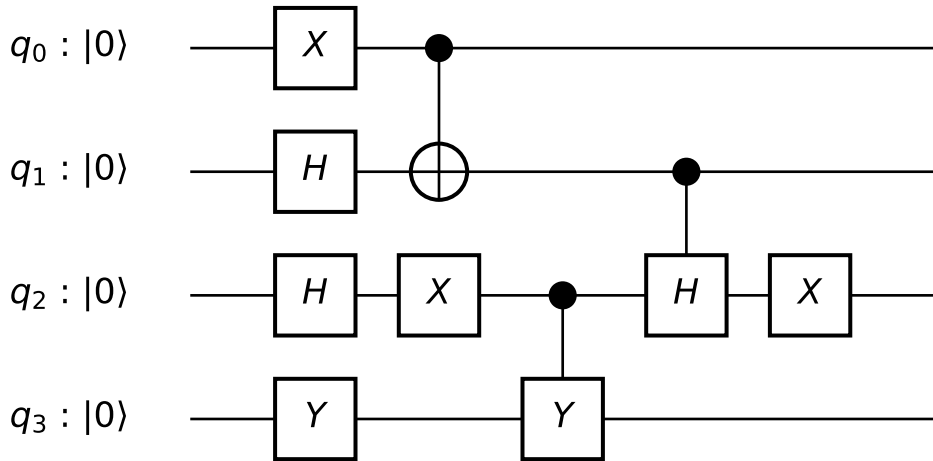 q₀ : |0⟩ X
q₁ : |0⟩ H
q₂ : |0⟩ H X H X
q₃ : |0⟩ Y Y